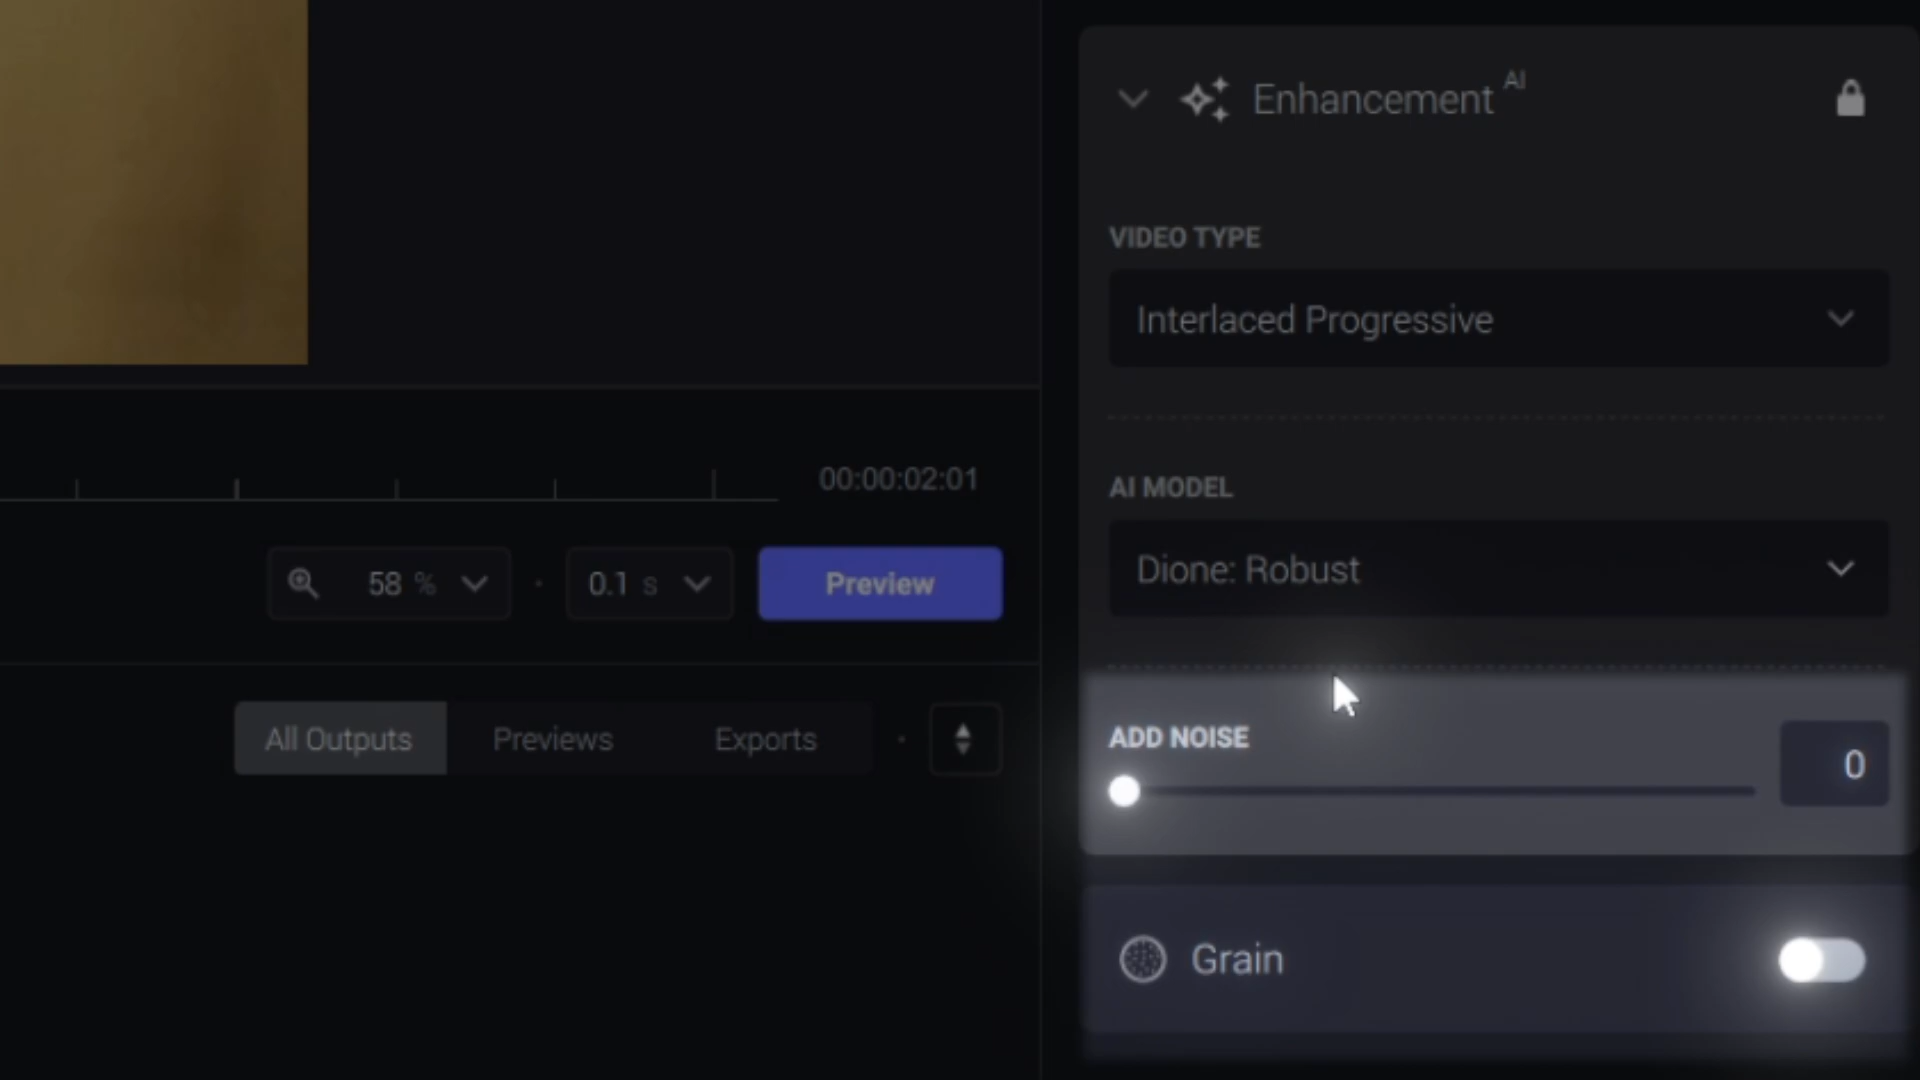 Enhancement AI
VIDEO TYPE
Interlaced Progressive
AI MODEL
Dione: Robust
ADD NOISE
0
Grain
00:00:02:01
58 %
0.1 s
Preview
All Outputs
Previews
Exports